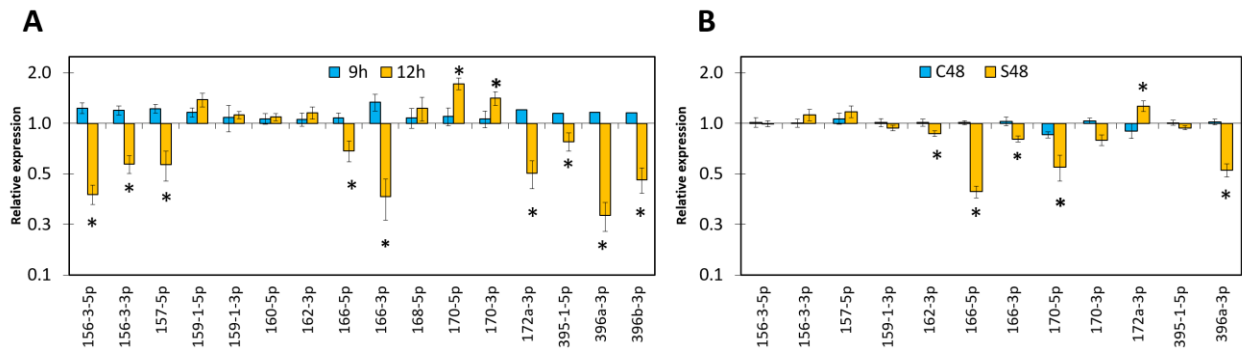 A
Relative expression
2.0
1.0
0.5
0.3
0.1
9h 12h
* * * * * * * * * * *
156-3-5p
156-3-3p
157-5p
159-1-5p
159-1-3p
160-5p
162-3p
166-5p
166-3p
168-5p
170-5p
170-3p
172a-3p
395-1-5p
396a-3p
396b-3p
B
Relative expression
2.0
1.0
0.5
0.3
0.1
C48 S48
* * * * * *
156-3-5p
156-3-3p
157-5p
159-1-3p
162-3p
166-5p
166-3p
170-5p
170-3p
172a-3p
395-1-5p
396a-3p